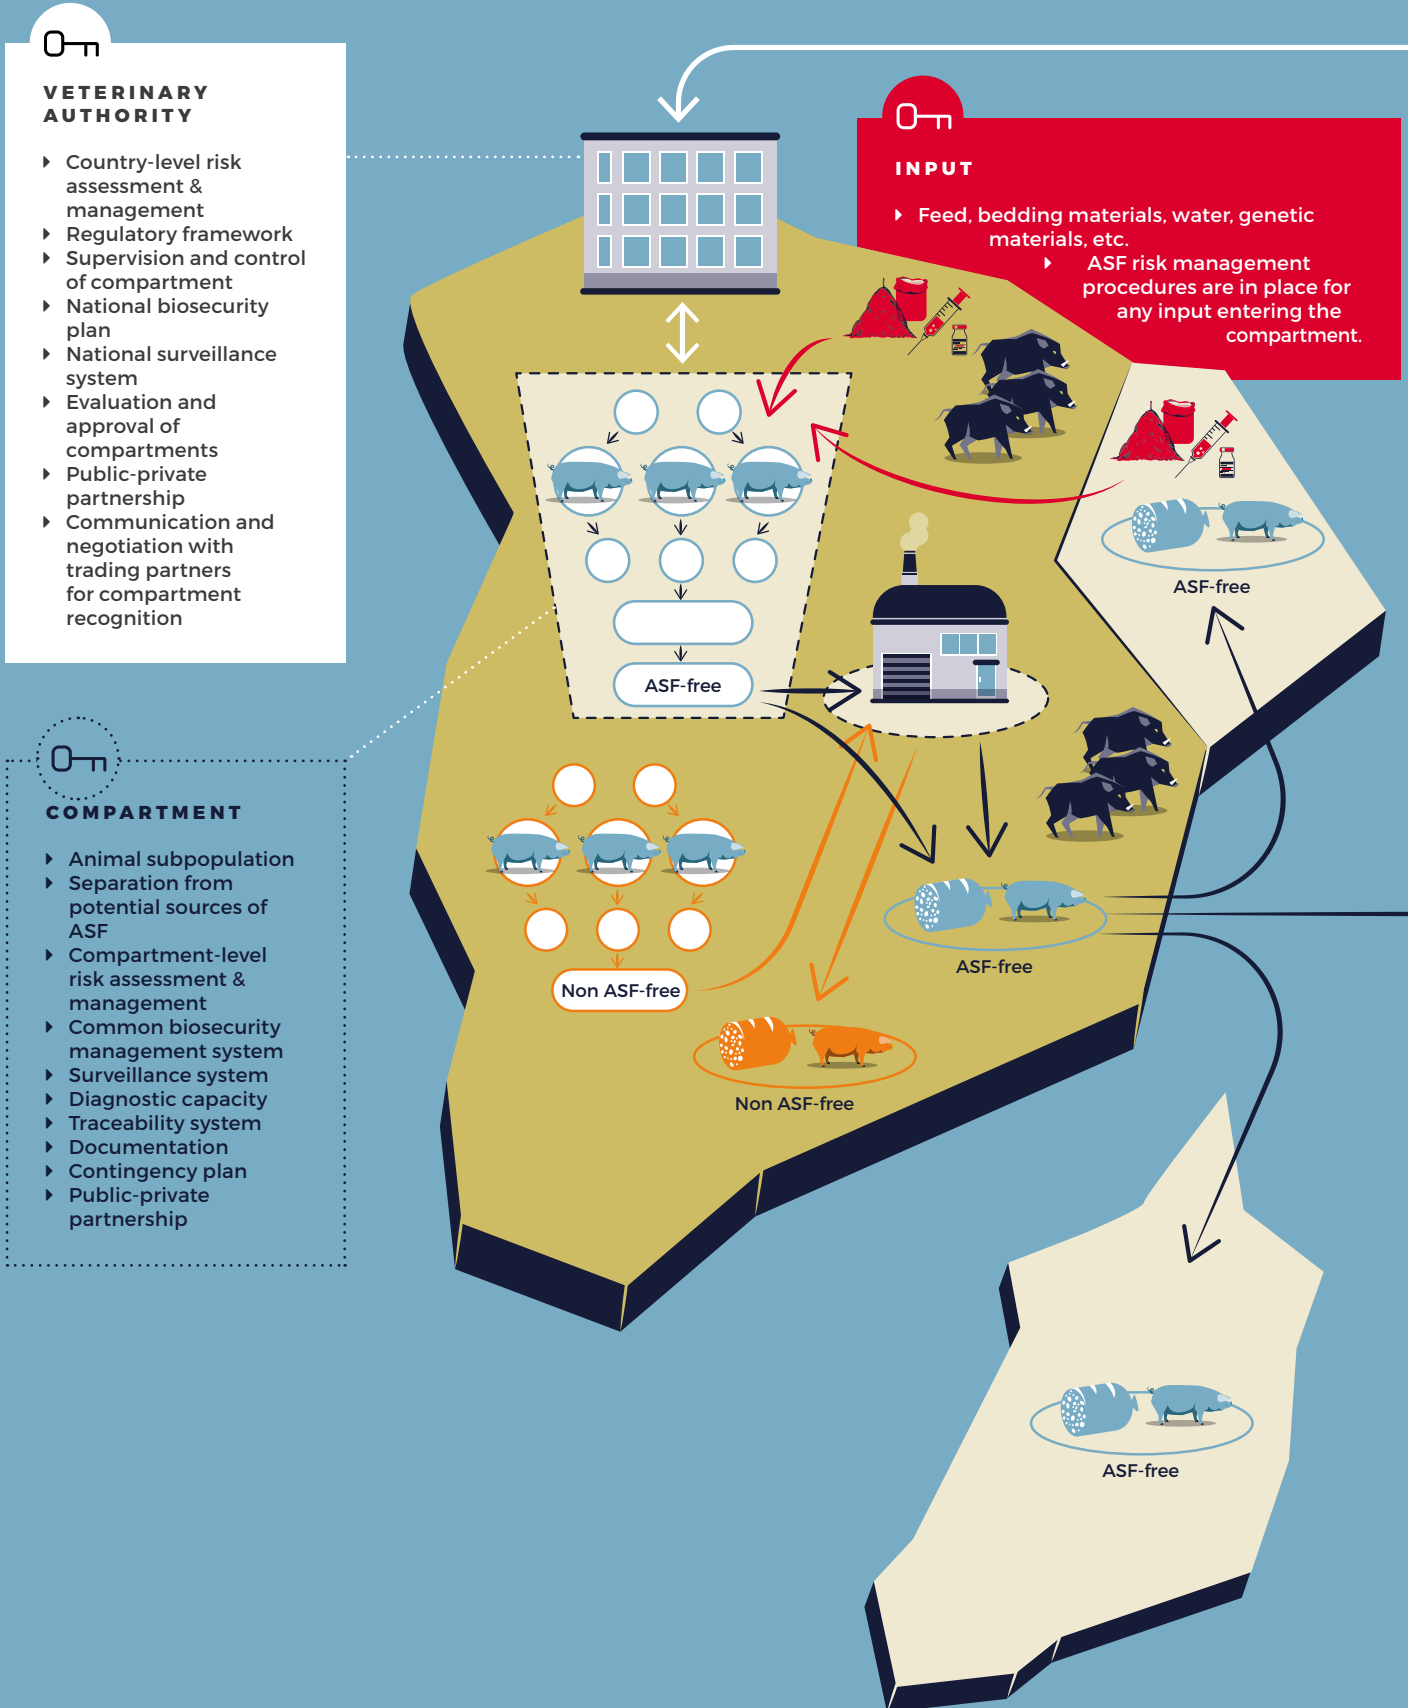 VETERINARY
AUTHORITY
Country-level risk
assessment &
management
Regulatory framework
Supervision and control
of compartment
National biosecurity
plan
National surveillance
system
Evaluation and
approval of
compartments
Public-private
partnership
Communication and
negotiation with
trading partners
for compartment
recognition
INPUT
Feed, bedding materials, water, genetic
materials, etc.
ASF risk management
procedures are in place for
any input entering the
compartment.
ASF-free
ASF-free
COMPARTMENT
Animal subpopulation
Separation from
potential sources of
ASF
Compartment-level
risk assessment &
management
Common biosecurity
management system
Surveillance system
Diagnostic capacity
Traceability system
Documentation
Contingency plan
Public-private
partnership
ASF-free
Non ASF-free
Non ASF-free
ASF-free